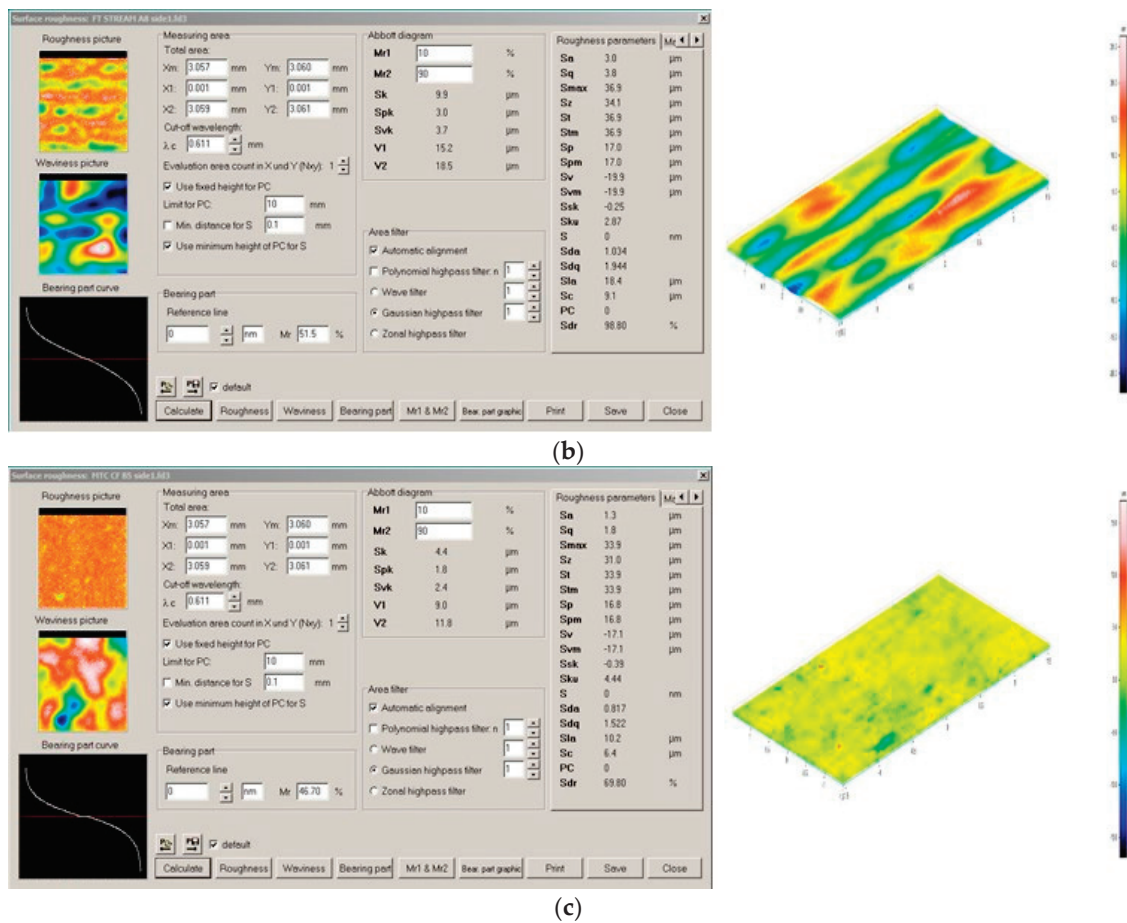 Surface roughness: FT STREAM A8 side1.hd3
Roughness picture
Waviness picture
Bearing part curve
Measuring area
Total area:
Xm: 3.057 mm Ym: 3.060 mm
X1: 0.001 mm Y1: 0.001 mm
X2: 3.059 mm Y2: 3.061 mm
Cut-off wavelength:
λ c 0.611 mm
Evaluation area count in X und Y (Nxy): 1
Use fixed height for PC
Limit for PC: 10 mm
Min. distance for S 0.1 mm
Use minimum height of PC for S
Bearing part
Reference line
0 nm Mr 51.5 %
default
Abbott diagram
Mr1 10 %
Mr2 90 %
Sk 9.9 µm
Spk 3.0 µm
Svk 3.7 µm
V1 15.2 µm
V2 18.5 µm
Area filter
Automatic alignment
Polynomial highpass filter: n 1
Wave filter 1
Gaussian highpass filter 1
Zonal highpass filter
Roughness parameters
Sa 3.0 µm
Sq 3.8 µm
Smax 36.9 µm
Sz 34.1 µm
St 36.9 µm
Stm 36.9 µm
Sp 17.0 µm
Spm 17.0 µm
Sv -19.9 µm
Svm -19.9 µm
Ssk -0.25
Sku 2.87
S 0 nm
Sda 1.034
Sdq 1.944
Sla 18.4 µm
Sc 9.1 µm
PC 0
Sdr 98.80 %
Calculate Roughness Waviness Bearing part Mr1 & Mr2 Bear. part graphic Print Save Close
(b)
Surface roughness: MTC CF B5 side1.hd3
Roughness picture
Waviness picture
Bearing part curve
Measuring area
Total area:
Xm: 3.057 mm Ym: 3.060 mm
X1: 0.001 mm Y1: 0.001 mm
X2: 3.059 mm Y2: 3.061 mm
Cut-off wavelength:
λ c 0.611 mm
Evaluation area count in X und Y (Nxy): 1
Use fixed height for PC
Limit for PC: 10 mm
Min. distance for S 0.1 mm
Use minimum height of PC for S
Bearing part
Reference line
0 nm Mr 46.70 %
default
Abbott diagram
Mr1 10 %
Mr2 90 %
Sk 4.4 µm
Spk 1.8 µm
Svk 2.4 µm
V1 9.0 µm
V2 11.8 µm
Area filter
Automatic alignment
Polynomial highpass filter: n 1
Wave filter 1
Gaussian highpass filter 1
Zonal highpass filter
Roughness parameters
Sa 1.3 µm
Sq 1.8 µm
Smax 33.9 µm
Sz 31.0 µm
St 33.9 µm
Stm 33.9 µm
Sp 16.8 µm
Spm 16.8 µm
Sv -17.1 µm
Svm -17.1 µm
Ssk -0.39
Sku 4.44
S 0 nm
Sda 0.817
Sdq 1.522
Sla 10.2 µm
Sc 6.4 µm
PC 0
Sdr 69.80 %
Calculate Roughness Waviness Bearing part Mr1 & Mr2 Bear. part graphic Print Save Close
(c)